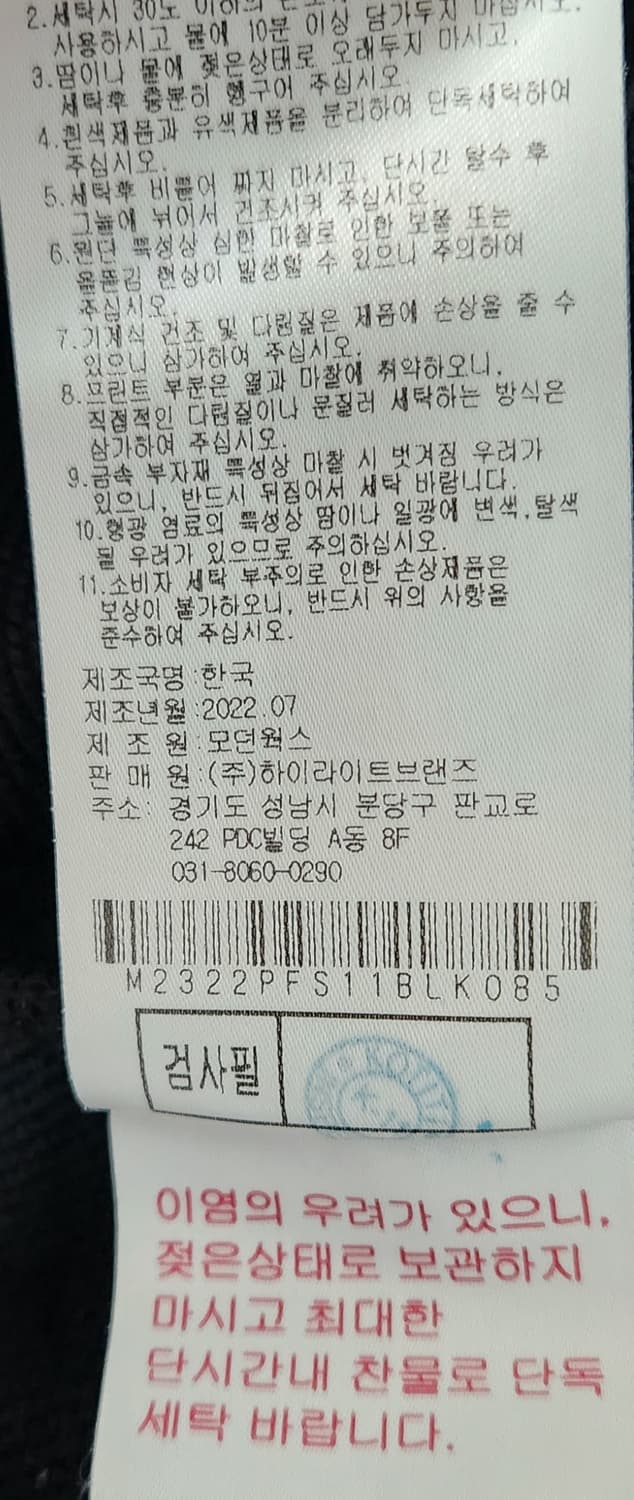 2.세탁시 30도 이하의
사용하시고 물에 10분 이상 담가두지 마십시오.
3.땀이나 물에 젖은상태로 오래두지 마시고,
세탁후 충분히 헹구어 주십시오.
4.흰색제품과 유색제품을 분리하여 단독세탁하여
주십시오.
5.세탁후 비틀어 짜지 마시고, 단시간 탈수 후
그늘에 뉘어서 건조시켜 주십시오.
6.원단 특성상 심한 마찰로 인한 보풀 또는
올풀김 현상이 발생할 수 있으니 주의하여
주십시오.
7.기계식 건조 및 다림질은 제품에 손상을 줄 수
있으니 삼가하여 주십시오.
8.프린트 부분은 열과 마찰에 취약하오니,
직접적인 다림질이나 문질러 세탁하는 방식은
삼가하여 주십시오.
9.금속 부자재 특성상 마찰 시 벗겨짐 우려가
있으니, 반드시 뒤집어서 세탁 바랍니다.
10.형광 염료의 특성상 땀이나 일광에 변색,탈색
될 우려가 있으므로 주의하십시오.
11.소비자 세탁 부주의로 인한 손상제품은
보상이 불가하오니, 반드시 위의 사항을
준수하여 주십시오.
제조국명:한국
제조년월:2022.07
제 조 원:모던웍스
판 매 원:(주)하이라이트브랜즈
주소: 경기도 성남시 분당구 판교로
242 PDC빌딩 A동 8F
031-8060-0290
M2322PFS11BLK085
검사필
이염의 우려가 있으니,
젖은상태로 보관하지
마시고 최대한
단시간내 찬물로 단독
세탁 바랍니다.